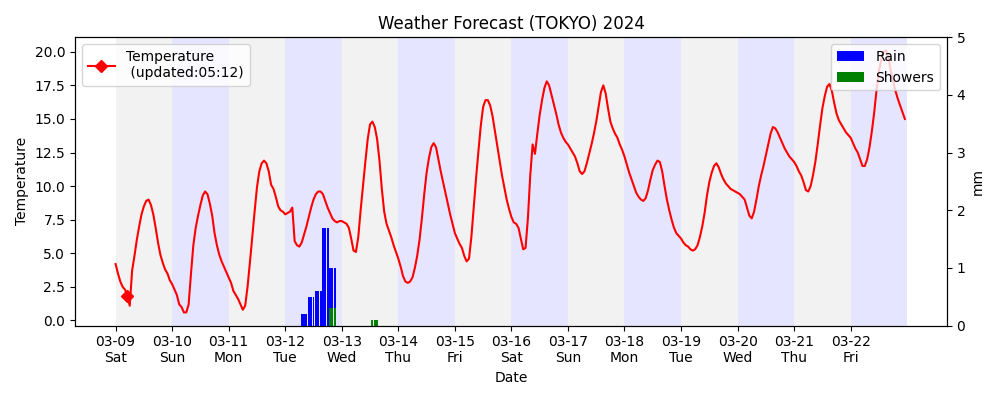 Weather Forecast (TOKYO) 2024
Temperature
(updated:05:12)
Rain
Showers
Temperature
20.0
17.5
15.0
12.5
10.0
7.5
5.0
2.5
0.0
5
4
3
2
1
0
mm
03-09 03-10 03-11 03-12 03-13 03-14 03-15 03-16 03-17 03-18 03-19 03-20 03-21 03-22
Sat Sun Mon Tue Wed Thu Fri Sat Sun Mon Tue Wed Thu Fri
Date